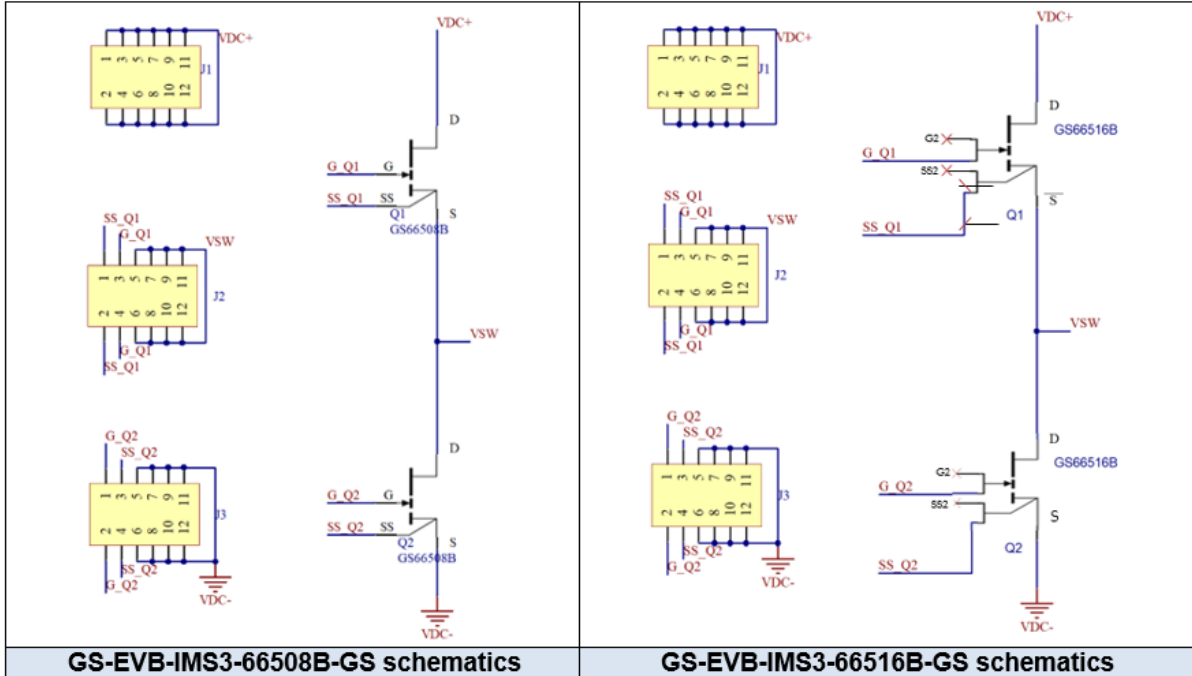 VDC+
VDC+
1 3 5 7 9 11
J1
2 4 6 8 10 12
D
G_Q1 G
SS_Q1 SS
Q1
S
GS66508B
SS_Q1
G_Q1
VSW
1 3 5 7 9 11
J2
2 4 6 8 10 12
G_Q1
SS_Q1
VSW
G_Q2
SS_Q2
D
1 3 5 7 9 11
J3
2 4 6 8 10 12
G_Q2 G
SS_Q2 SS
Q2
S
GS66508B
SS_Q2
G_Q2
VDC-
VDC-
GS-EVB-IMS3-66508B-GS schematics
VDC+
VDC+
1 3 5 7 9 11
J1
2 4 6 8 10 12
D
GS66516B
G2
G_Q1
SS2
S
Q1
SS_Q1
SS_Q1
G_Q1
VSW
1 3 5 7 9 11
J2
2 4 6 8 10 12
G_Q1
SS_Q1
VSW
G_Q2
SS_Q2
D
GS66516B
1 3 5 7 9 11
J3
2 4 6 8 10 12
G2
G_Q2
SS2
S
Q2
SS_Q2
SS_Q2
G_Q2
VDC-
VDC-
GS-EVB-IMS3-66516B-GS schematics